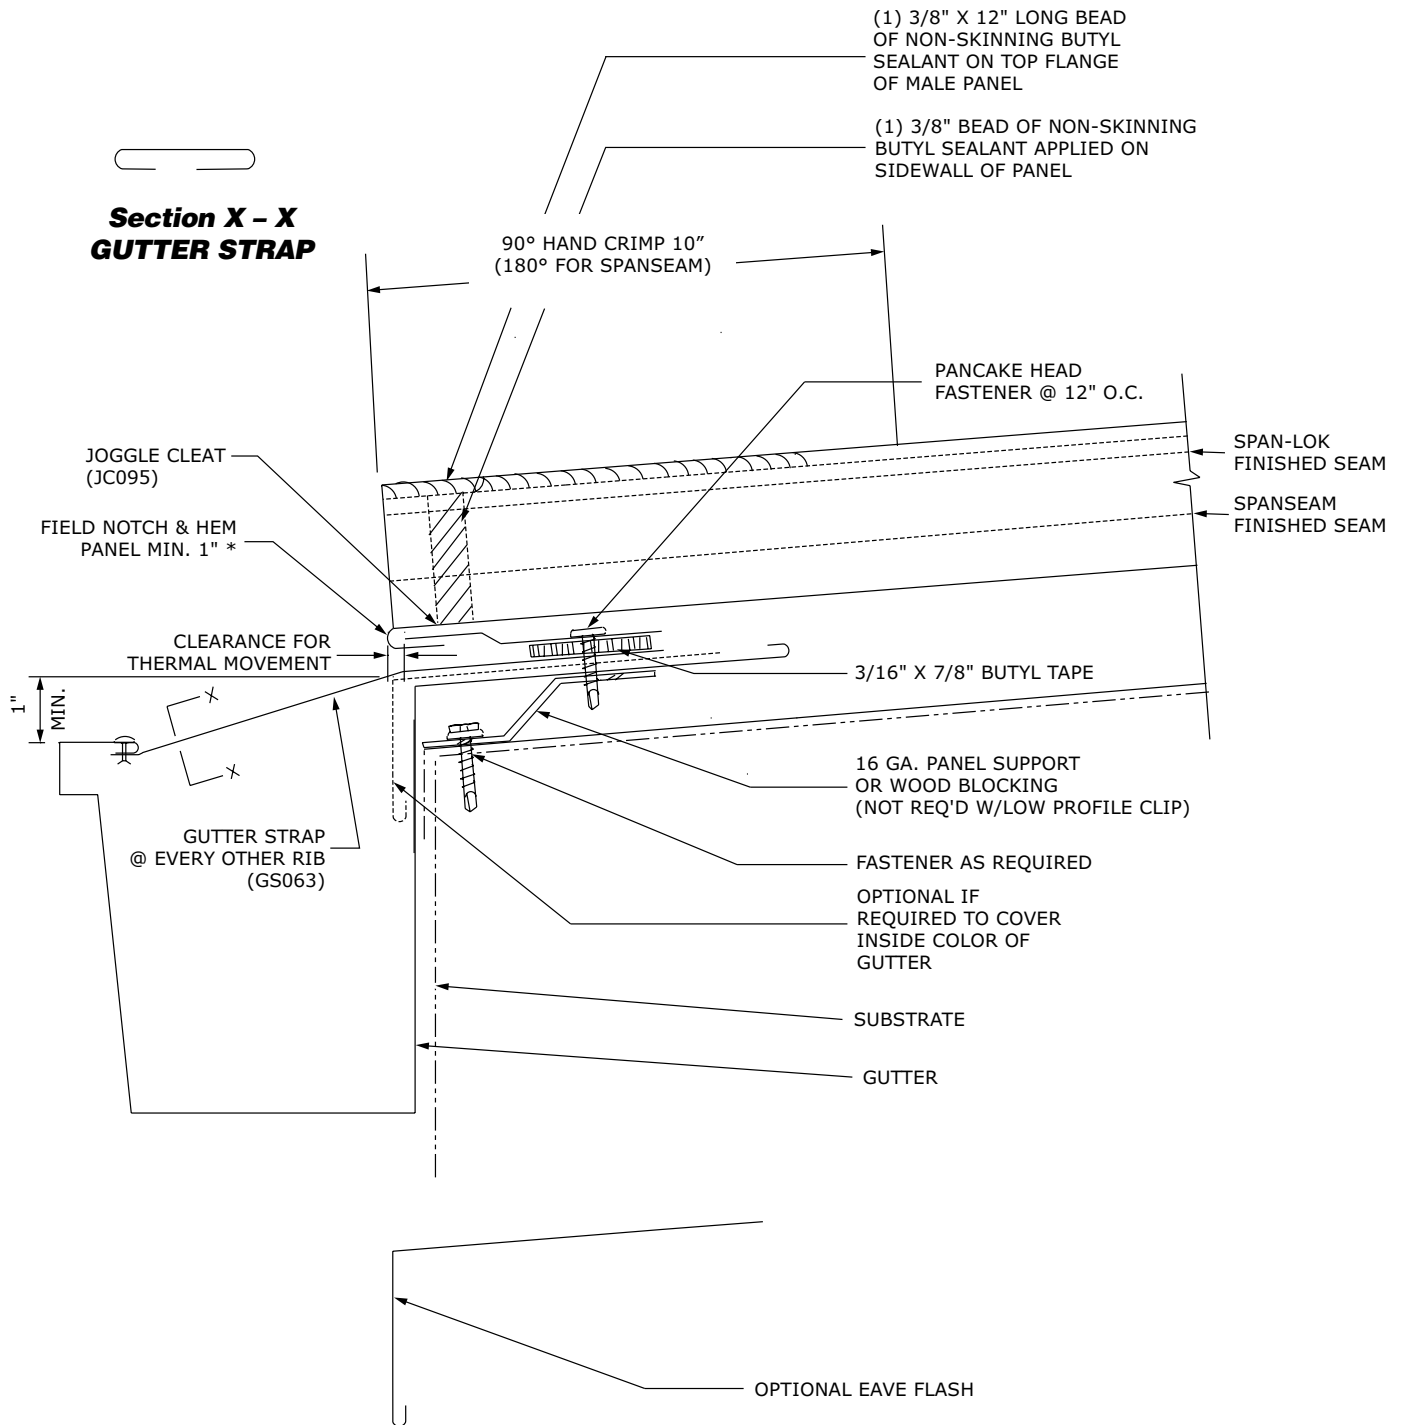 (1) 3/8" X 12" LONG BEAD
OF NON-SKINNING BUTYL
SEALANT ON TOP FLANGE
OF MALE PANEL
(1) 3/8" BEAD OF NON-SKINNING
BUTYL SEALANT APPLIED ON
SIDEWALL OF PANEL
Section X – X
GUTTER STRAP
90° HAND CRIMP 10”
(180° FOR SPANSEAM)
PANCAKE HEAD
FASTENER @ 12" O.C.
JOGGLE CLEAT
(JC095)
SPAN-LOK
FINISHED SEAM
SPANSEAM
FINISHED SEAM
FIELD NOTCH & HEM
PANEL MIN. 1" *
CLEARANCE FOR
THERMAL MOVEMENT
3/16" X 7/8" BUTYL TAPE
1"
MIN.
X
X
16 GA. PANEL SUPPORT
OR WOOD BLOCKING
(NOT REQ'D W/LOW PROFILE CLIP)
GUTTER STRAP
@ EVERY OTHER RIB
(GS063)
FASTENER AS REQUIRED
OPTIONAL IF
REQUIRED TO COVER
INSIDE COLOR OF
GUTTER
SUBSTRATE
GUTTER
OPTIONAL EAVE FLASH